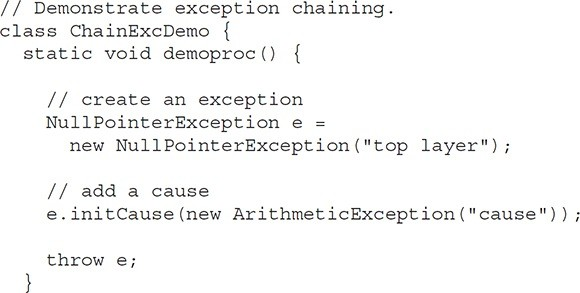 // Demonstrate exception chaining.
class ChainExcDemo {
  static void demoproc() {

    // create an exception
    NullPointerException e =
      new NullPointerException("top layer");

    // add a cause
    e.initCause(new ArithmeticException("cause"));

    throw e;
  }